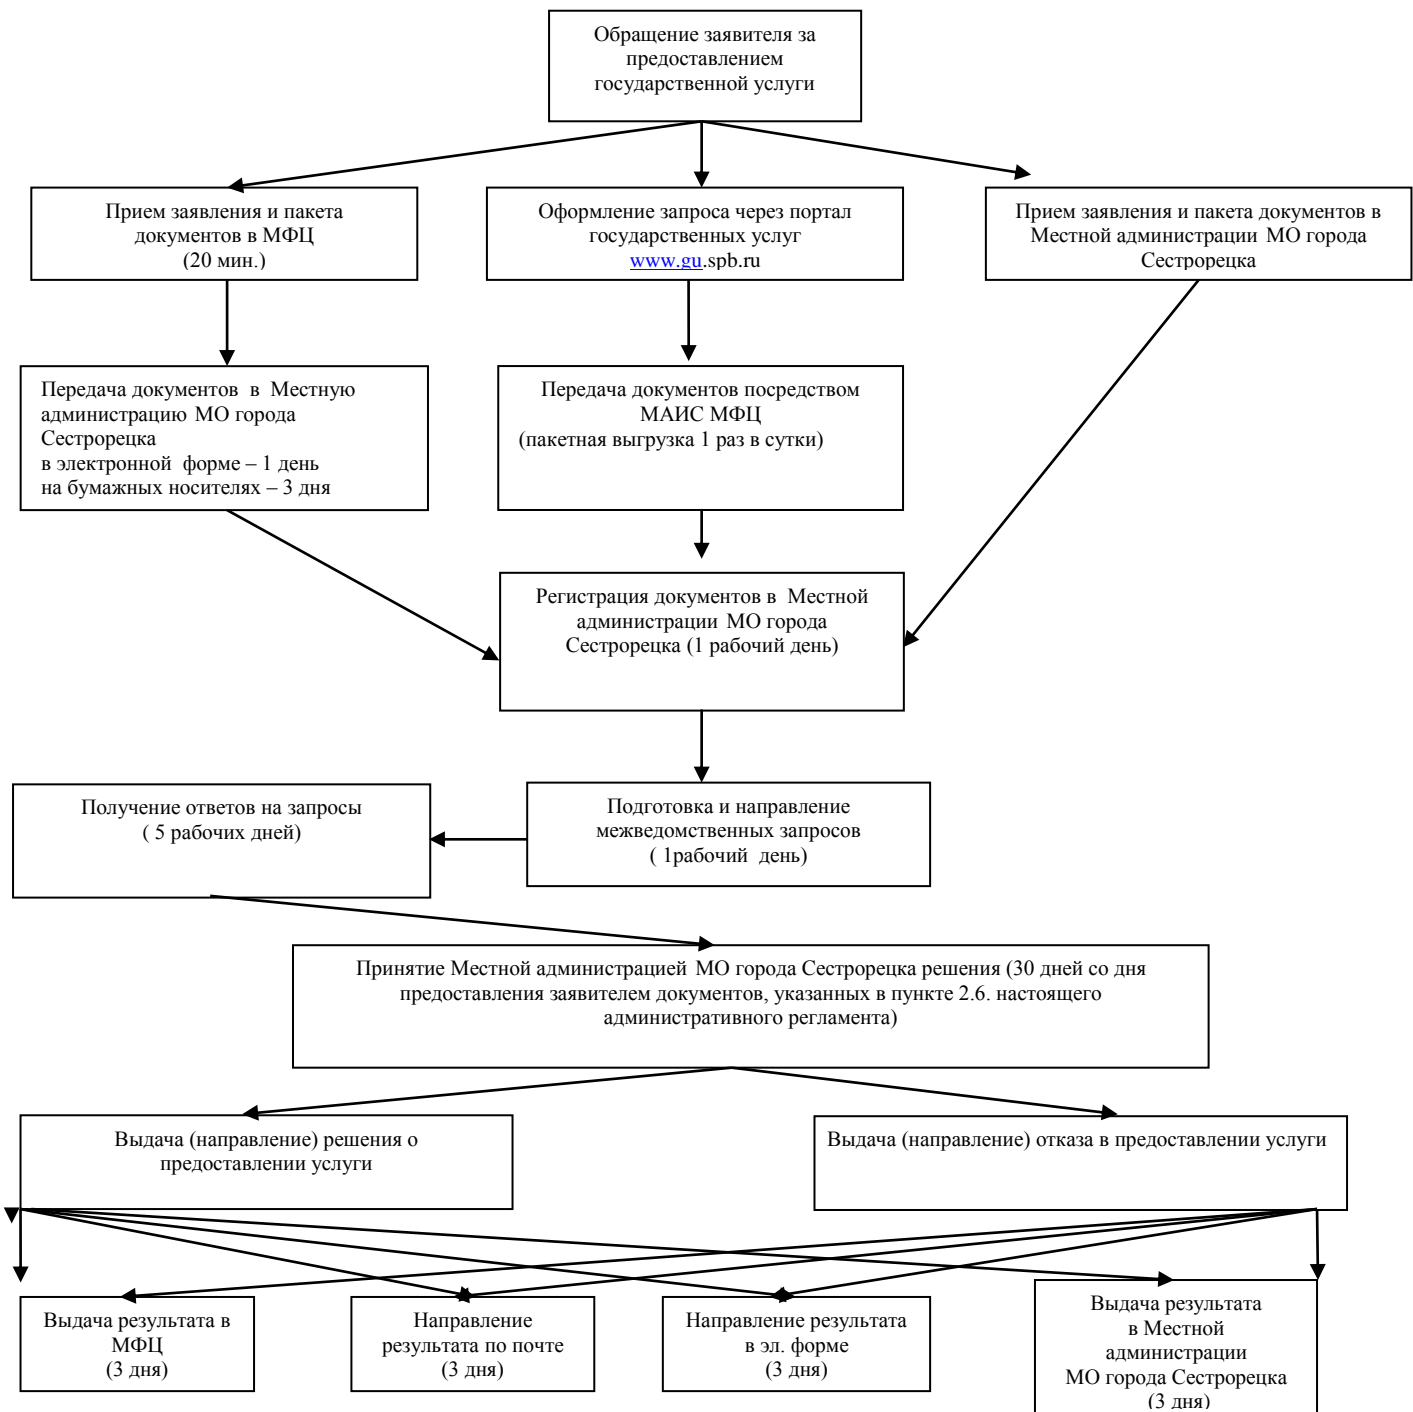 Обращение заявителя за
предоставлением
государственной услуги
Прием заявления и пакета
документов в МФЦ
(20 мин.)
Оформление запроса через портал
государственных услуг
www.gu.spb.ru
Прием заявления и пакета документов в
Местной администрации МО города
Сестрорецка
Передача документов в Местную
администрацию МО города
Сестрорецка
в электронной форме – 1 день
на бумажных носителях – 3 дня
Передача документов посредством
МАИС МФЦ
(пакетная выгрузка 1 раз в сутки)
Регистрация документов в Местной
администрации МО города
Сестрорецка (1 рабочий день)
Получение ответов на запросы
( 5 рабочих дней)
Подготовка и направление
межведомственных запросов
( 1рабочий день)
Принятие Местной администрацией МО города Сестрорецка решения (30 дней со дня
предоставления заявителем документов, указанных в пункте 2.6. настоящего
административного регламента)
Выдача (направление) решения о
предоставлении услуги
Выдача (направление) отказа в предоставлении услуги
Выдача результата в
МФЦ
(3 дня)
Направление
результата по почте
(3 дня)
Направление результата
в эл. форме
(3 дня)
Выдача результата
в Местной
администрации
МО города Сестрорецка
(3 дня)